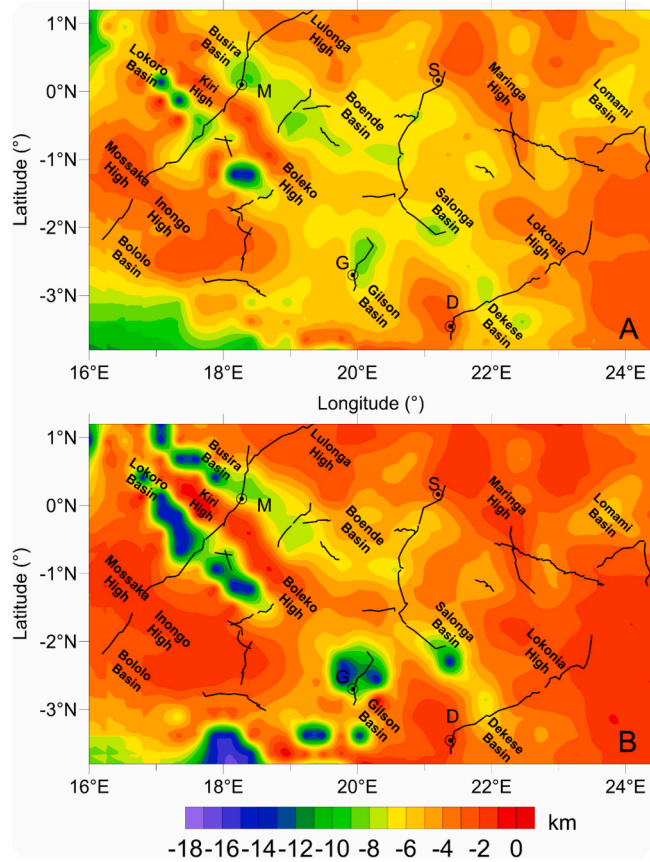 1°N
0°N
-1°N
-2°N
-3°N
Latitude (°)
Lokoro
Basin
Busira
Basin
Lulonga
High
Kiri
High
M
S
Maringa
High
Lomami
Basin
Boende
Basin
Mossaka
High
Inongo
High
Boleko
High
Bololo
Basin
Salonga
Basin
Lokonia
High
G
Gilson
Basin
D
Dekese
Basin
A
16°E
18°E
20°E
22°E
24°E
Longitude (°)
1°N
0°N
-1°N
-2°N
-3°N
Latitude (°)
Lokoro
Basin
Busira
Basin
Lulonga
High
Kiri
High
M
S
Maringa
High
Lomami
Basin
Boende
Basin
Mossaka
High
Inongo
High
Boleko
High
Bololo
Basin
Salonga
Basin
Lokonia
High
G
Gilson
Basin
D
Dekese
Basin
B
16°E
18°E
20°E
22°E
24°E
km
-18 -16 -14 -12 -10 -8 -6 -4 -2 0